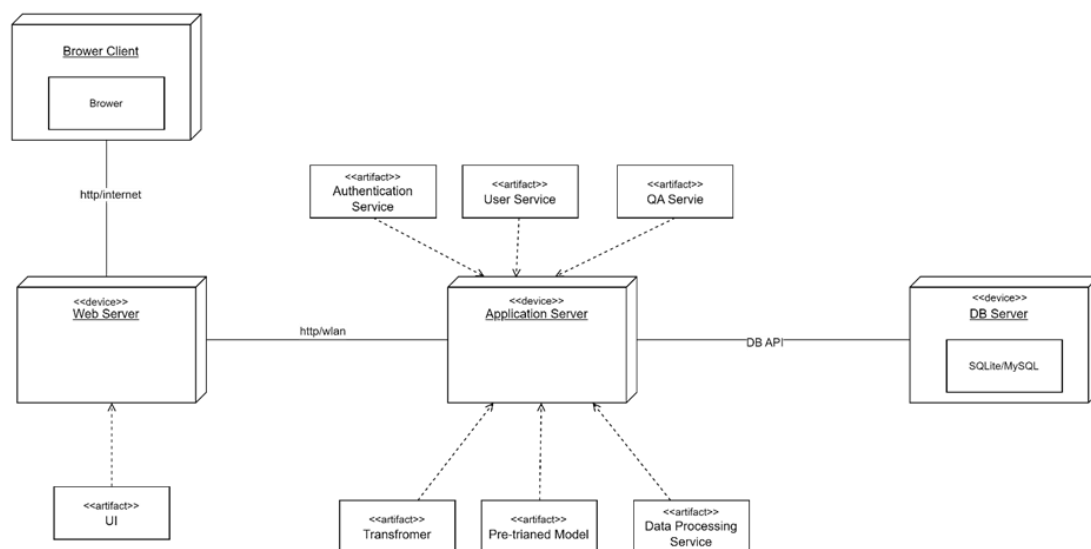 Brower Client
Brower
http/internet
<<artifact>>
Authentication
Service
<<artifact>>
User Service
<<artifact>>
QA Servie
<<device>>
Web Server
http/wlan
<<device>>
Application Server
DB API
<<device>>
DB Server
SQLite/MySQL
<<artifact>>
UI
<<artifact>>
Transfromer
<<artifact>>
Pre-trianed Model
<<artifact>>
Data Processing
Service